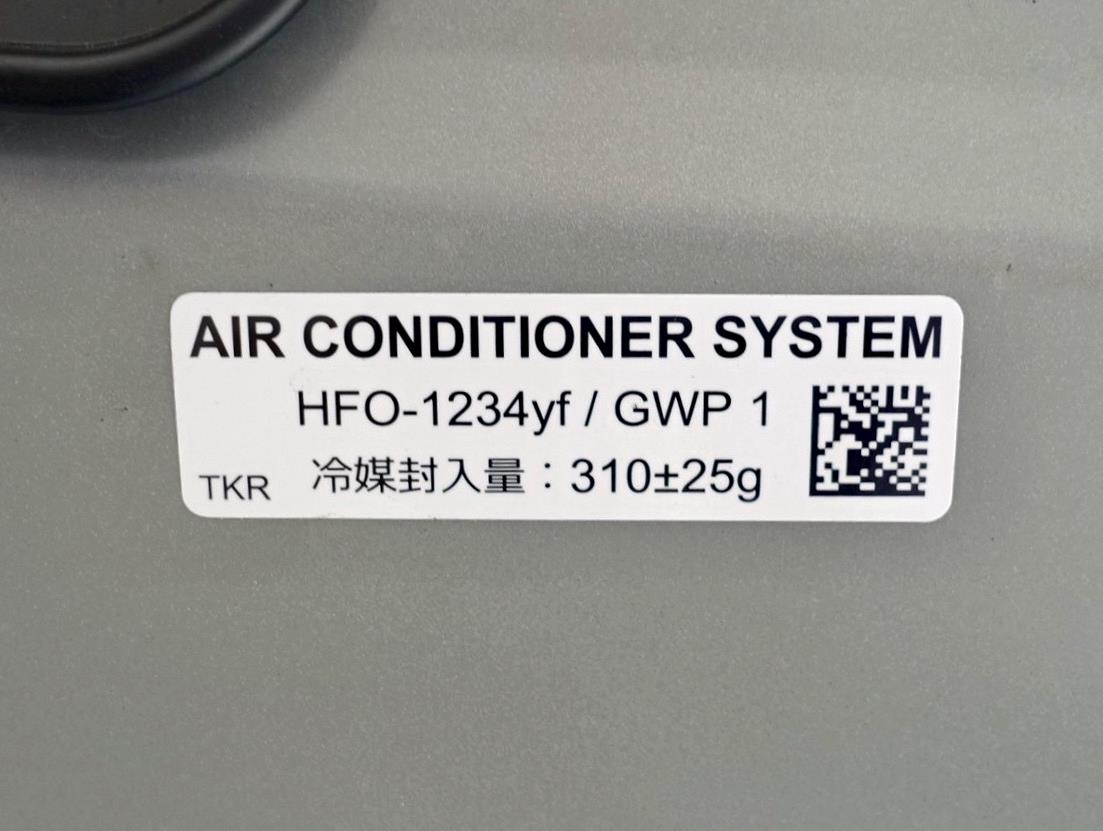 AIR CONDITIONER SYSTEM
HFO-1234yf / GWP 1
TKR 冷媒封入量：310±25g